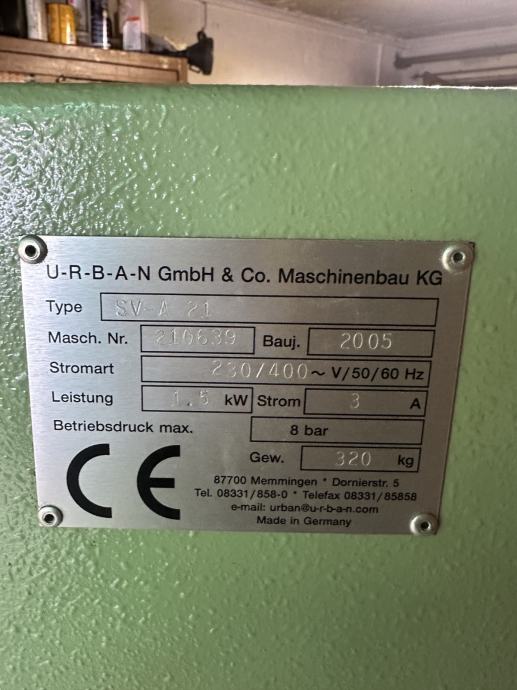 U-R-B-A-N GmbH & Co. Maschinenbau KG
Type SV-A 21
Masch. Nr. 210639 Bauj. 2005
Stromart 230/400 ~ V/50/60 Hz
Leistung 1.5 kW Strom 3 A
Betriebsdruck max. 8 bar
Gew. 320 kg
CE
87700 Memmingen * Dornierstr. 5
Tel. 08331/858-0 * Telefax 08331/85858
e-mail: urban@u-r-b-a-n.com
Made in Germany